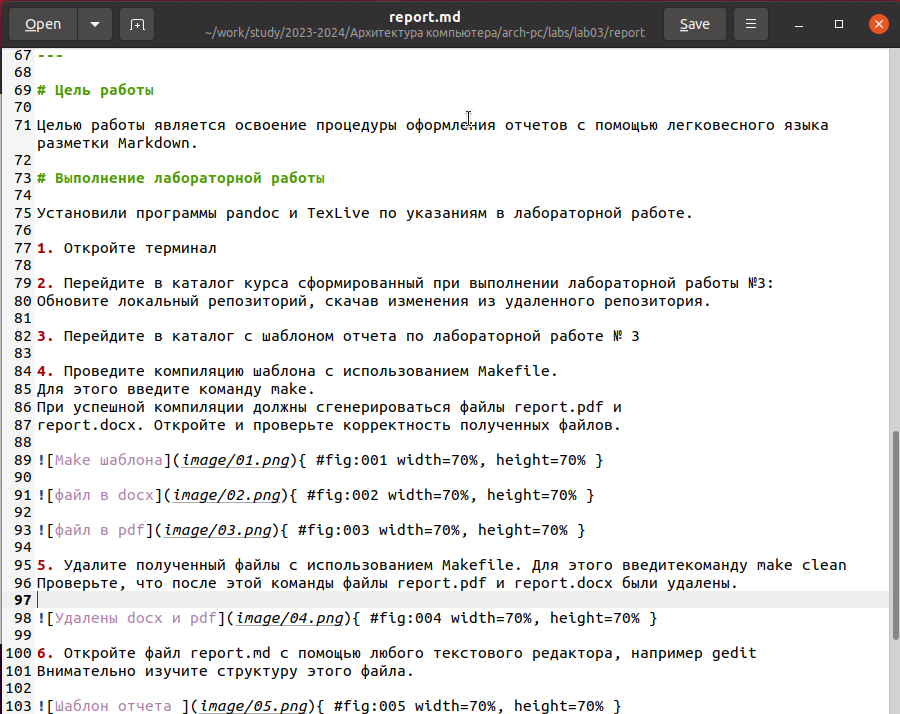 Open
report.md
~/work/study/2023-2024/Архитектура компьютера/arch-pc/labs/lab03/report
Save
67 ---
68
69 # Цель работы
70
71 Целью работы является освоение процедуры оформления отчетов с помощью легковесного языка
разметки Markdown.
72
73 # Выполнение лабораторной работы
74
75 Установили программы pandoc и TexLive по указаниям в лабораторной работе.
76
77 1. Откройте терминал
78
79 2. Перейдите в каталог курса сформированный при выполнении лабораторной работы №3:
80 Обновите локальный репозиторий, скачав изменения из удаленного репозитория.
81
82 3. Перейдите в каталог с шаблоном отчета по лабораторной работе № 3
83
84 4. Проведите компиляцию шаблона с использованием Makefile.
85 Для этого введите команду make.
86 При успешной компиляции должны сгенерироваться файлы report.pdf и
87 report.docx. Откройте и проверьте корректность полученных файлов.
88
89 ![Make шаблона](image/01.png){ #fig:001 width=70%, height=70% }
90
91 ![файл в docx](image/02.png){ #fig:002 width=70%, height=70% }
92
93 ![файл в pdf](image/03.png){ #fig:003 width=70%, height=70% }
94
95 5. Удалите полученный файлы с использованием Makefile. Для этого введитекоманду make clean
96 Проверьте, что после этой команды файлы report.pdf и report.docx были удалены.
97
98 ![Удалены docx и pdf](image/04.png){ #fig:004 width=70%, height=70% }
99
100 6. Откройте файл report.md c помощью любого текстового редактора, например gedit
101 Внимательно изучите структуру этого файла.
102
103 ![Шаблон отчета ](image/05.png){ #fig:005 width=70%, height=70% }